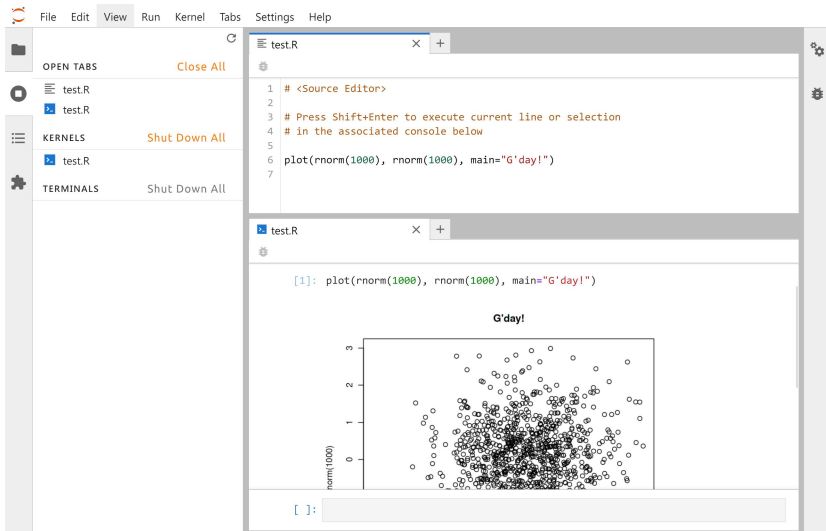 File Edit View Run Kernel Tabs Settings Help
OPEN TABS Close All
test.R
test.R
KERNELS Shut Down All
test.R
TERMINALS Shut Down All
test.R
1 # <Source Editor>
2
3 # Press Shift+Enter to execute current line or selection
4 # in the associated console below
5
6 plot(rnorm(1000), rnorm(1000), main="G'day!")
7
test.R
[1]: plot(rnorm(1000), rnorm(1000), main="G'day!")
G'day!
3
2
1
0
norm(1000)
[ ]: